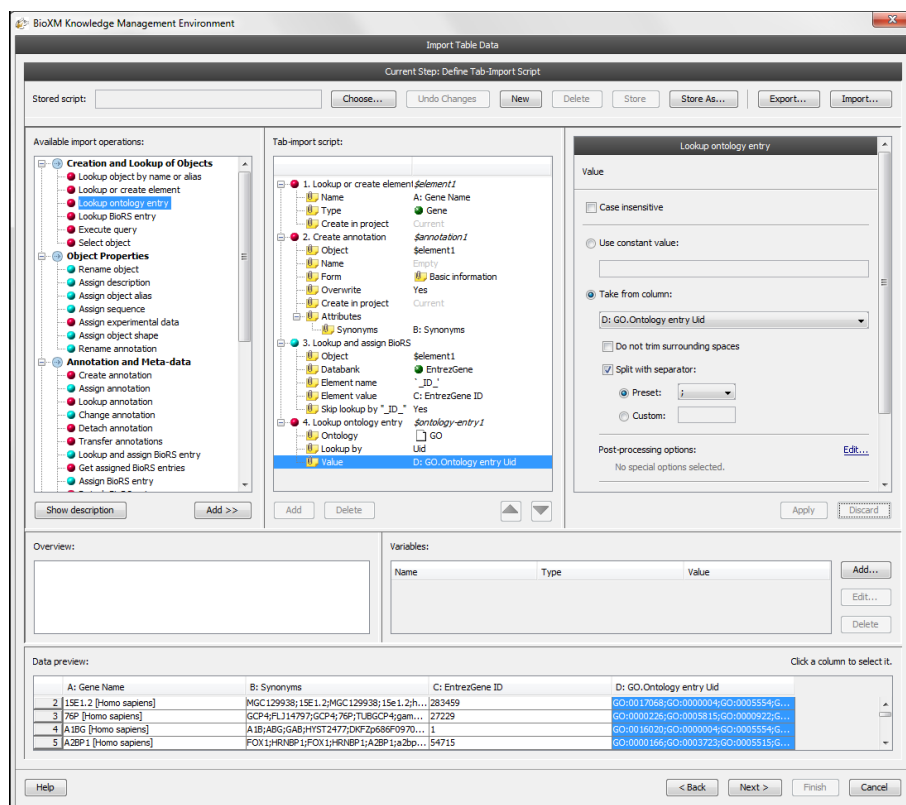 BioXM Knowledge Management Environment
Import Table Data
Current Step: Define Tab-Import Script
Stored script: Choose... Undo Changes New Delete Store Store As... Export... Import...
Available import operations:
Creation and Lookup of Objects
Lookup object by name or alias
Lookup or create element
Lookup ontology entry
Lookup BioRS entry
Execute query
Select object
Object Properties
Rename object
Assign description
Assign object alias
Assign sequence
Assign experimental data
Assign object shape
Rename annotation
Annotation and Meta-data
Create annotation
Assign annotation
Lookup annotation
Change annotation
Detach annotation
Transfer annotations
Lookup and assign BioRS entry
Get assigned BioRS entries
Assign BioRS entry
Show description Add >>
Tab-import script:
1. Lookup or create element $element1
Name A: Gene Name
Type Gene
Create in project Current
2. Create annotation $annotation1
Object $element1
Name Empty
Form Basic information
Overwrite Yes
Create in project Current
Attributes
Synonyms B: Synonyms
3. Lookup and assign BioRS
Object $element1
Databank EntrezGene
Element name `_ID_'
Element value C: EntrezGene ID
Skip lookup by "_ID_" Yes
4. Lookup ontology entry $ontology-entry1
Ontology GO
Lookup by Uid
Value D: GO.Ontology entry Uid
Add Delete
Lookup ontology entry
Value
Case insensitive
Use constant value:
Take from column:
D: GO.Ontology entry Uid
Do not trim surrounding spaces
Split with separator:
Preset: ;
Custom:
Post-processing options: Edit...
No special options selected.
Apply Discard
Overview:
Variables:
Name Type Value
Add...
Edit...
Delete
Data preview: Click a column to select it.
A: Gene Name B: Synonyms C: EntrezGene ID D: GO.Ontology entry Uid
2 15E1.2 [Homo sapiens] MGC129938;15E1.2;MGC129938;15e1.2;h... 283459 GO:0017068;GO:0000004;GO:0005554;G...
3 76P [Homo sapiens] GCP4;FLJ14797;GCP4;76P;TUBGCP4;gam... 27229 GO:0000226;GO:0005815;GO:0000922;G...
4 A1BG [Homo sapiens] A1B;ABG;GAB;HYST2477;DKFZp686F0970... 1 GO:0016020;GO:0000004;GO:0005554;G...
5 A2BP1 [Homo sapiens] FOX1;HRNBP1;FOX1;HRNBP1;A2BP1;a2bp... 54715 GO:0000166;GO:0003723;GO:0005515;G...
Help < Back Next > Finish Cancel